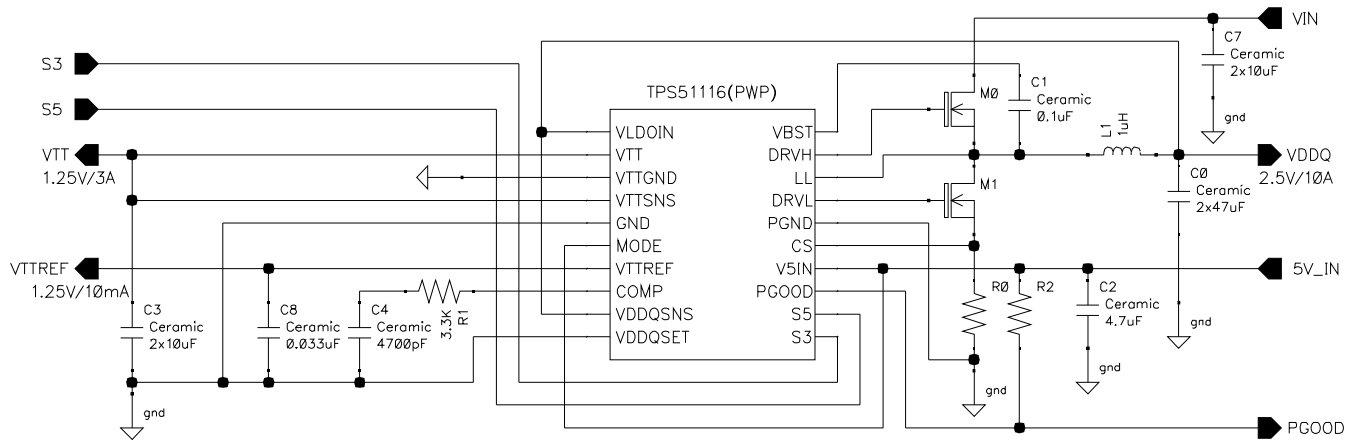 VIN
C7
Ceramic
2x10uF
gnd
S3
S5
TPS51116(PWP)
M0
C1
Ceramic
0.1uF
L1
1uH
VTT
1.25V/3A
VLDOIN
VTT
VTTGND
VTTSNS
GND
MODE
VTTREF
COMP
VDDQSNS
VDDQSET
VBST
DRVH
LL
DRVL
PGND
CS
V5IN
PGOOD
S5
S3
M1
VDDQ
2.5V/10A
C0
Ceramic
2x47uF
gnd
VTTREF
1.25V/10mA
5V_IN
C3
Ceramic
2x10uF
C8
Ceramic
0.033uF
C4
Ceramic
4700pF
3.3K
R1
R0
R2
C2
Ceramic
4.7uF
gnd
gnd
gnd
PGOOD